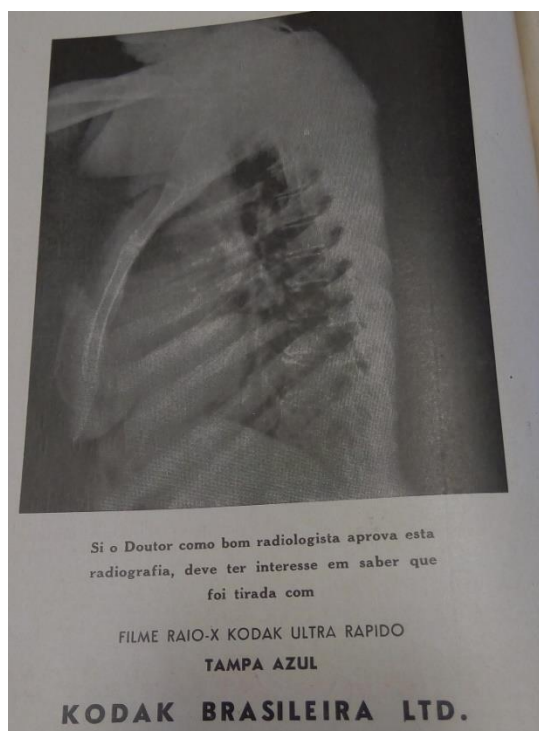 Si o Doutor como bom radiologista aprova esta
radiografia, deve ter interesse em saber que
foi tirada com
FILME RAIO-X KODAK ULTRA RAPIDO
TAMPA AZUL
KODAK BRASILEIRA LTD.